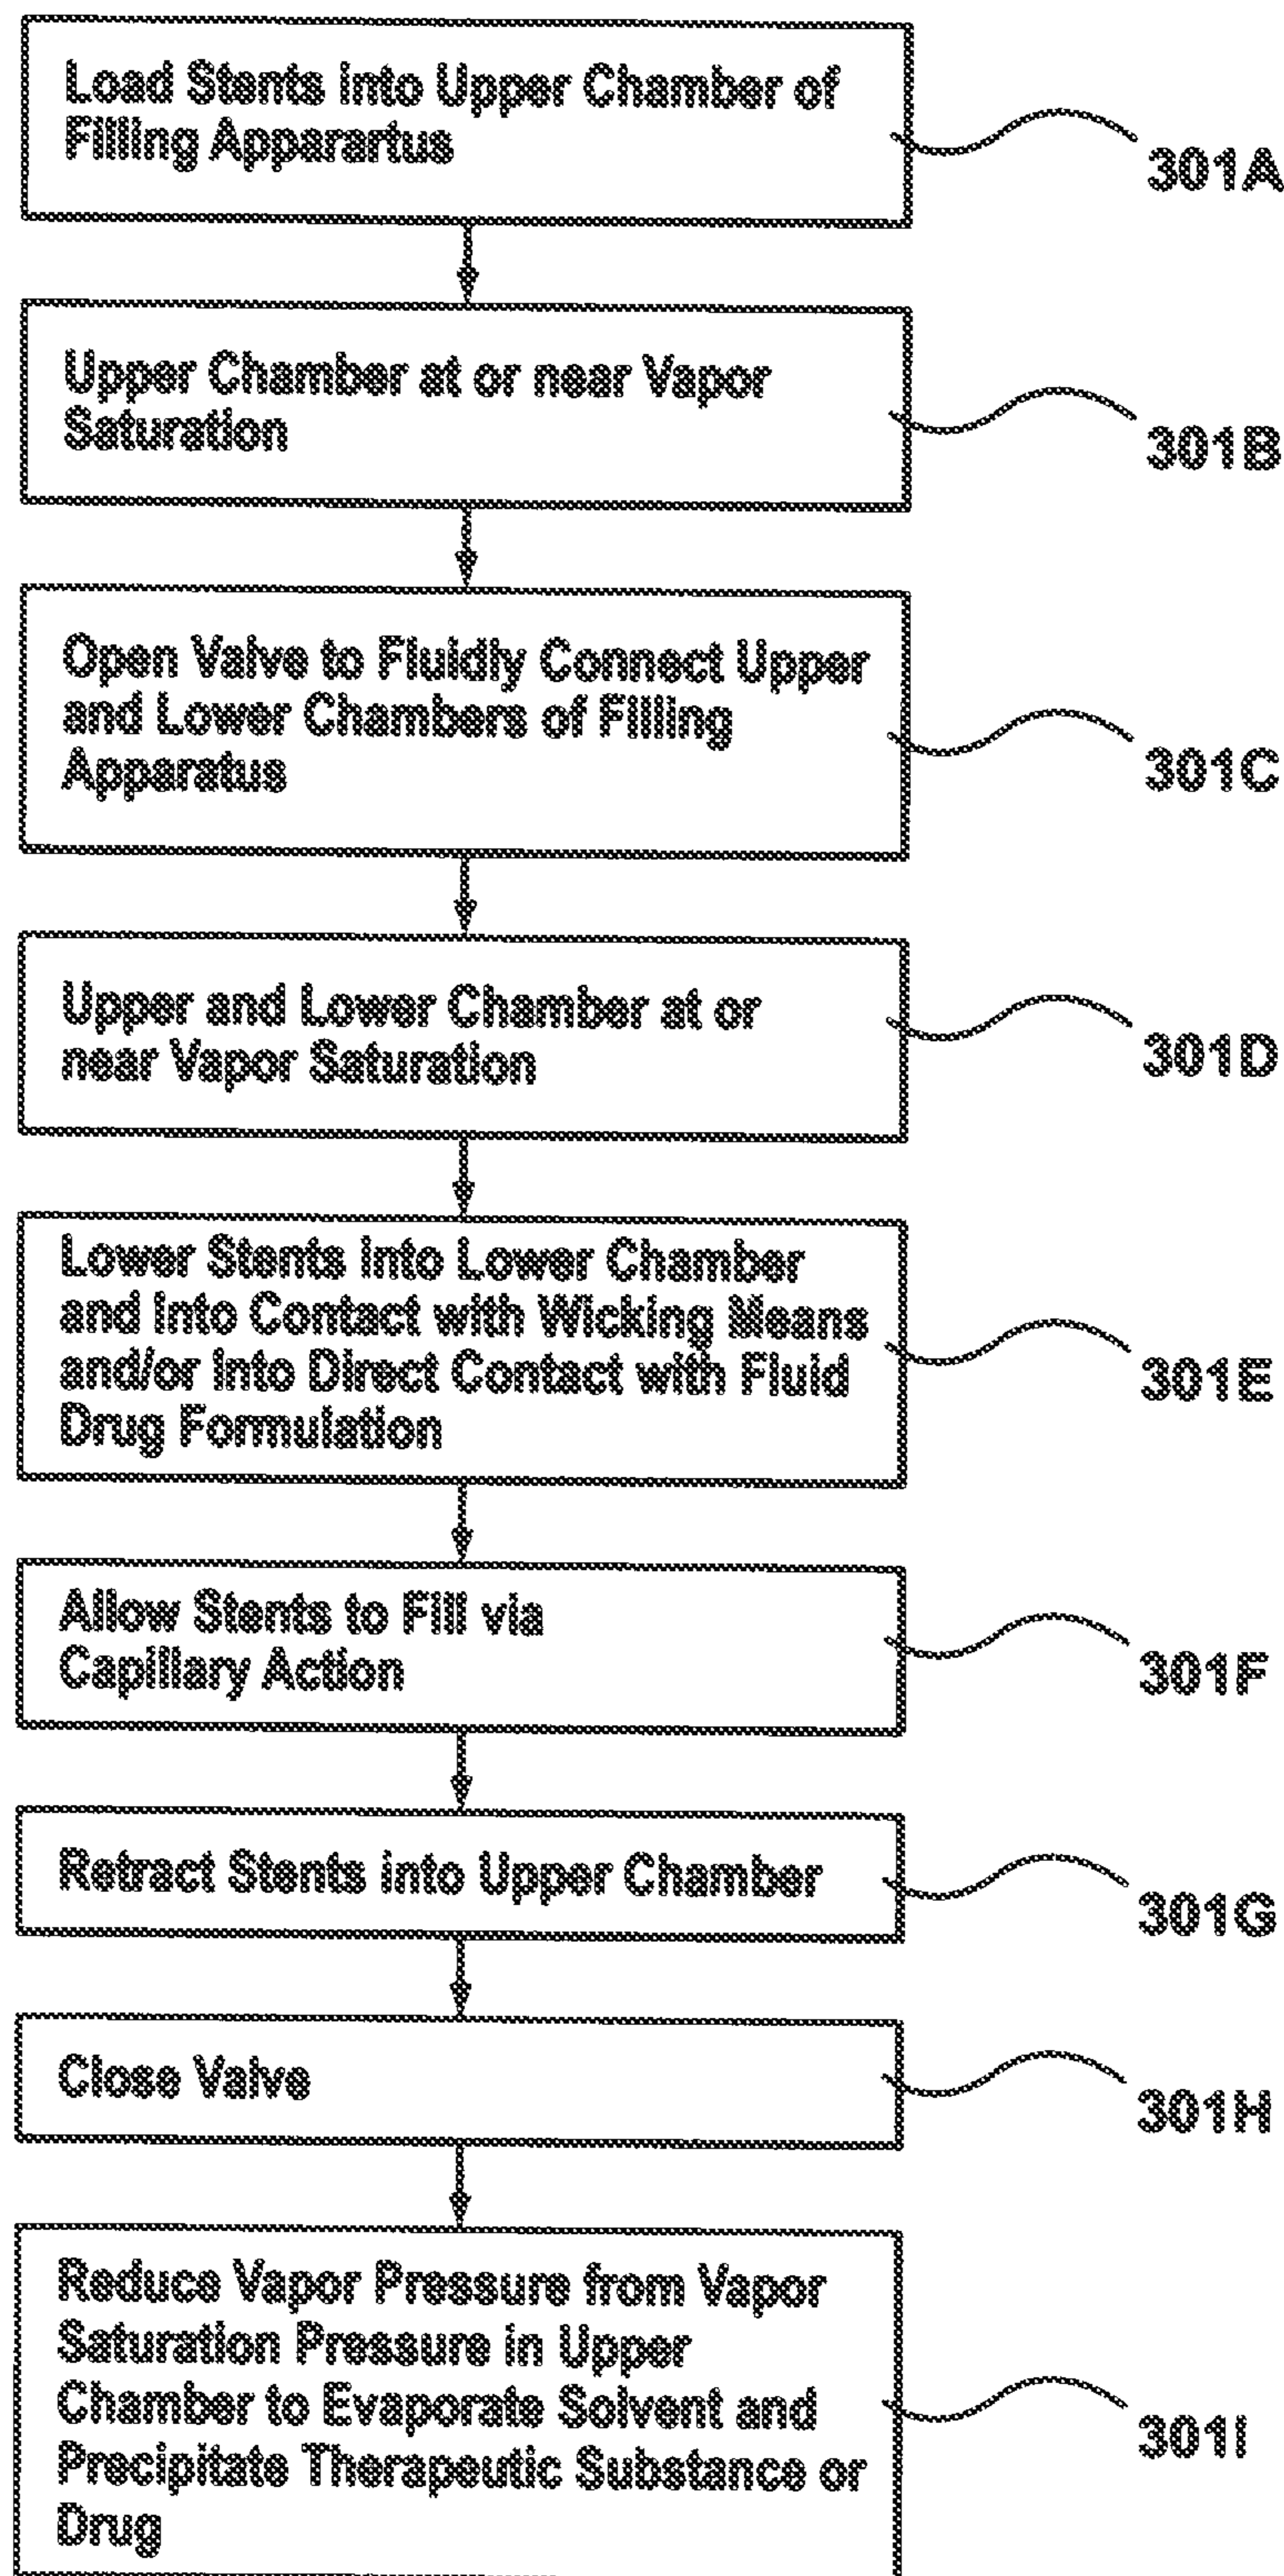 Load Stents into Upper Chamber of
Filling Apparartus
301A
Upper Chamber at or near Vapor
Saturation
301B
Open Valve to Fluidly Connect Upper
and Lower Chambers of Filling
Apparatus
301C
Upper and Lower Chamber at or
near Vapor Saturation
301D
Lower Stents into Lower Chamber
and into Contact with Wicking Means
and/or into Direct Contact with Fluid
Drug Formulation
301E
Allow Stents to Fill via
Capillary Action
301F
Retract Stents into Upper Chamber
301G
Close Valve
301H
Reduce Vapor Pressure from Vapor
Saturation Pressure in Upper
Chamber to Evaporate Solvent and
Precipitate Therapeutic Substance or
Drug
301I